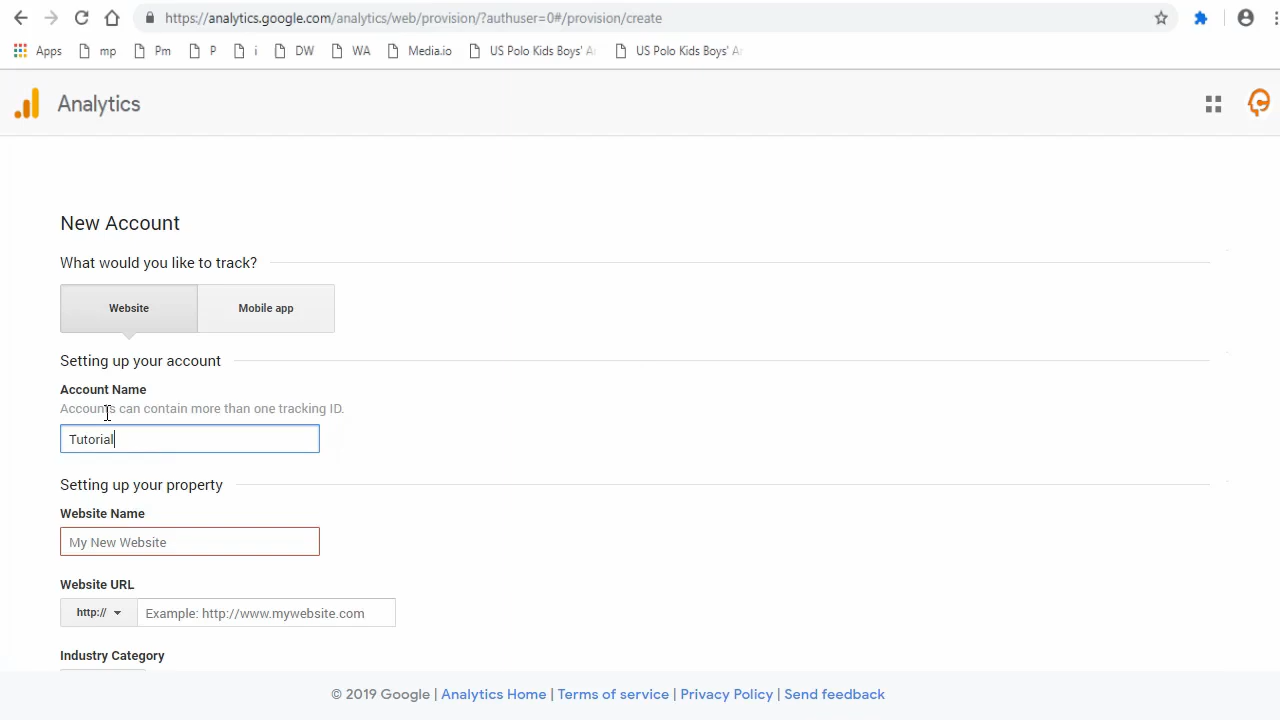 https://analytics.google.com/analytics/web/provision/?authuser=0#/provision/create
Apps mp Pm P i DW WA Media.io US Polo Kids Boys' A US Polo Kids Boys' A
Analytics
New Account
What would you like to track?
Website Mobile app
Setting up your account
Account Name
Accounts can contain more than one tracking ID.
Tutorial
Setting up your property
Website Name
My New Website
Website URL
http:// Example: http://www.mywebsite.com
Industry Category
© 2019 Google | Analytics Home | Terms of service | Privacy Policy | Send feedback